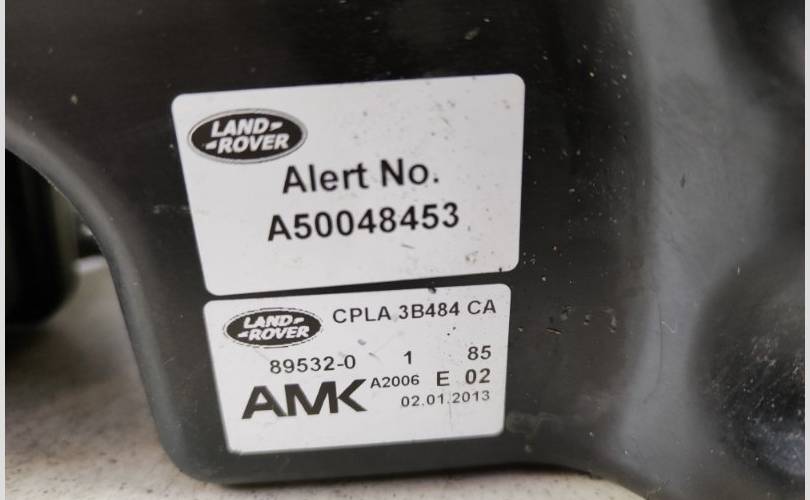 LAND-
-ROVER
Alert No.
A50048453
LAND-
-ROVER
CPLA 3B484 CA
89532-0 1 85
AMK A2006 E 02
02.01.2013